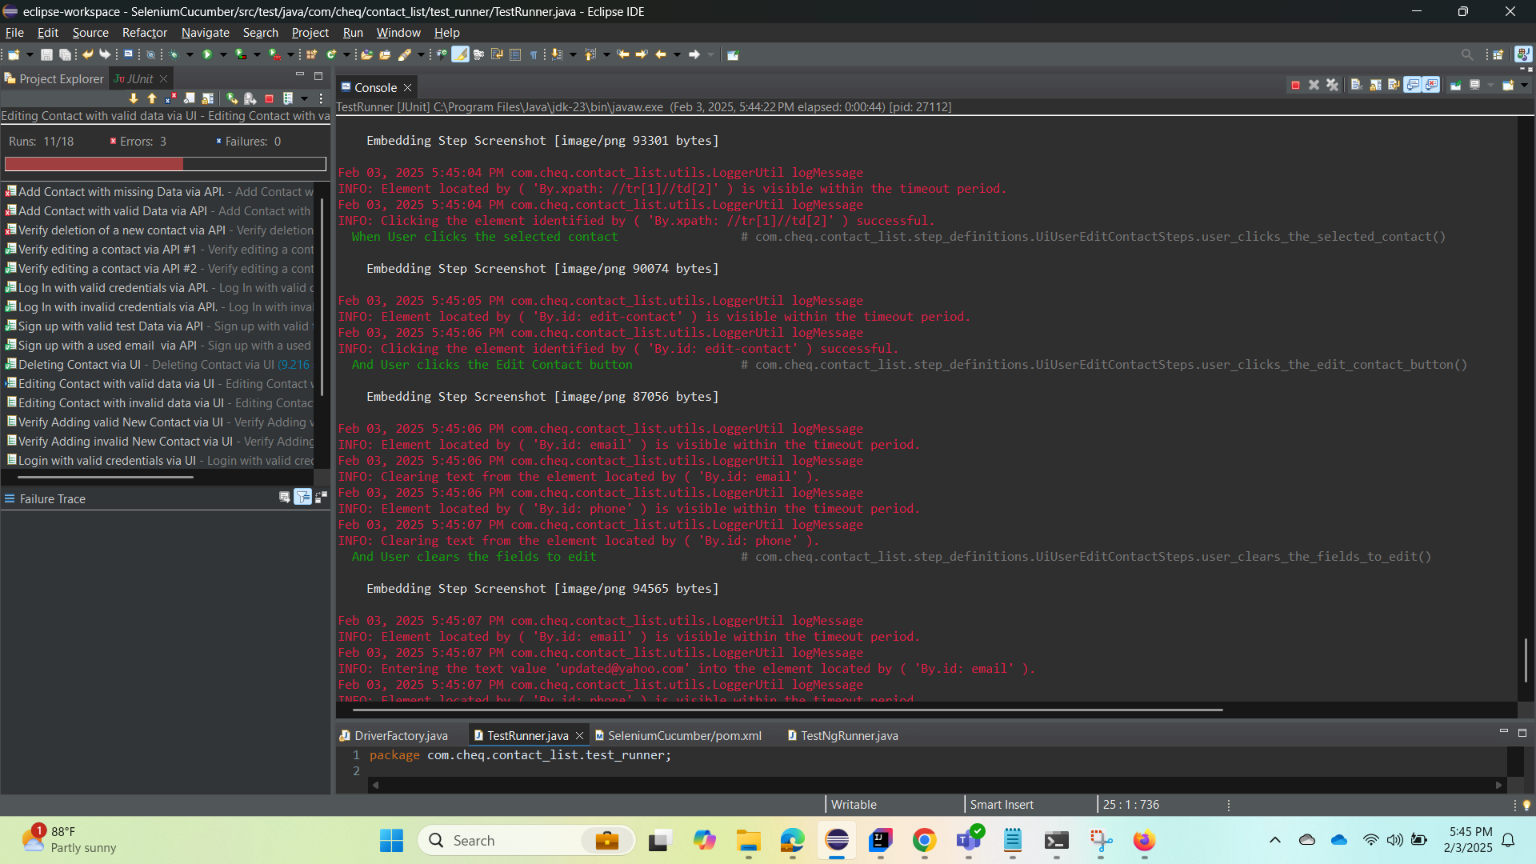 eclipse-workspace - SeleniumCucumber/src/test/java/com/cheq/contact_list/test_runner/TestRunner.java - Eclipse IDE
File Edit Source Refactor Navigate Search Project Run Window Help
Project Explorer JUnit
Editing Contact with valid data via UI - Editing Contact with va
Runs: 11/18 Errors: 3 Failures: 0
Add Contact with missing Data via API. - Add Contact w
Add Contact with valid Data via API - Add Contact with
Verify deletion of a new contact via API - Verify deletion
Verify editing a contact via API #1 - Verify editing a cont
Verify editing a contact via API #2 - Verify editing a cont
Log In with valid credentials via API. - Log In with valid c
Log In with invalid credentials via API. - Log In with inva
Sign up with valid test Data via API - Sign up with valid
Sign up with a used email  via API - Sign up with a used
Deleting Contact via UI - Deleting Contact via UI (9.216
Editing Contact with valid data via UI - Editing Contact
Editing Contact with invalid data via UI - Editing Contac
Verify Adding valid New Contact via UI - Verify Adding
Verify Adding invalid New Contact via UI - Verify Adding
Login with valid credentials via UI - Login with valid cre
Failure Trace
Console
TestRunner [JUnit] C:\Program Files\Java\jdk-23\bin\javaw.exe (Feb 3, 2025, 5:44:22 PM elapsed: 0:00:44) [pid: 27112]
Embedding Step Screenshot [image/png 93301 bytes]
Feb 03, 2025 5:45:04 PM com.cheq.contact_list.utils.LoggerUtil logMessage
INFO: Element located by ( 'By.xpath: //tr[1]//td[2]' ) is visible within the timeout period.
Feb 03, 2025 5:45:04 PM com.cheq.contact_list.utils.LoggerUtil logMessage
INFO: Clicking the element identified by ( 'By.xpath: //tr[1]//td[2]' ) successful.
When User clicks the selected contact # com.cheq.contact_list.step_definitions.UiUserEditContactSteps.user_clicks_the_selected_contact()
Embedding Step Screenshot [image/png 90074 bytes]
Feb 03, 2025 5:45:05 PM com.cheq.contact_list.utils.LoggerUtil logMessage
INFO: Element located by ( 'By.id: edit-contact' ) is visible within the timeout period.
Feb 03, 2025 5:45:06 PM com.cheq.contact_list.utils.LoggerUtil logMessage
INFO: Clicking the element identified by ( 'By.id: edit-contact' ) successful.
And User clicks the Edit Contact button # com.cheq.contact_list.step_definitions.UiUserEditContactSteps.user_clicks_the_edit_contact_button()
Embedding Step Screenshot [image/png 87056 bytes]
Feb 03, 2025 5:45:06 PM com.cheq.contact_list.utils.LoggerUtil logMessage
INFO: Element located by ( 'By.id: email' ) is visible within the timeout period.
Feb 03, 2025 5:45:06 PM com.cheq.contact_list.utils.LoggerUtil logMessage
INFO: Clearing text from the element located by ( 'By.id: email' ).
Feb 03, 2025 5:45:06 PM com.cheq.contact_list.utils.LoggerUtil logMessage
INFO: Element located by ( 'By.id: phone' ) is visible within the timeout period.
Feb 03, 2025 5:45:07 PM com.cheq.contact_list.utils.LoggerUtil logMessage
INFO: Clearing text from the element located by ( 'By.id: phone' ).
And User clears the fields to edit # com.cheq.contact_list.step_definitions.UiUserEditContactSteps.user_clears_the_fields_to_edit()
Embedding Step Screenshot [image/png 94565 bytes]
Feb 03, 2025 5:45:07 PM com.cheq.contact_list.utils.LoggerUtil logMessage
INFO: Element located by ( 'By.id: email' ) is visible within the timeout period.
Feb 03, 2025 5:45:07 PM com.cheq.contact_list.utils.LoggerUtil logMessage
INFO: Entering the text value 'updated@yahoo.com' into the element located by ( 'By.id: email' ).
Feb 03, 2025 5:45:07 PM com.cheq.contact_list.utils.LoggerUtil logMessage
INFO: Element located by ( 'By.id: phone' ) is visible within the timeout period.
DriverFactory.java TestRunner.java SeleniumCucumber/pom.xml TestNgRunner.java
1 package com.cheq.contact_list.test_runner;
2
Writable Smart Insert 25 : 1 : 736
1 88°F
Partly sunny
Search
5:45 PM
2/3/2025